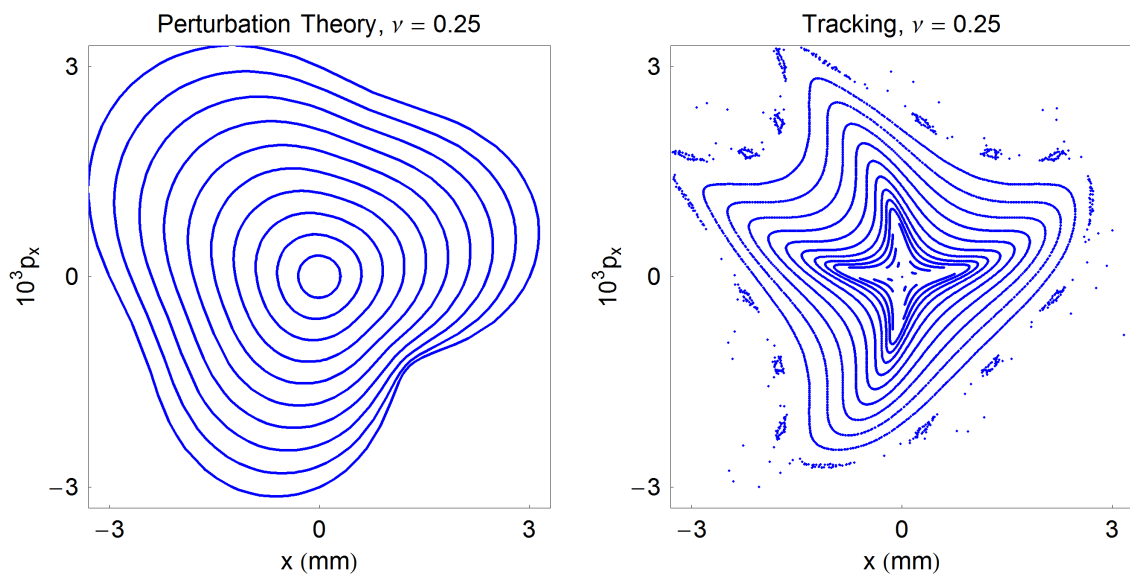 Perturbation Theory, ν = 0.25
3
0
−3
10³pₓ
−3
0
3
x (mm)
Tracking, ν = 0.25
3
0
−3
10³pₓ
−3
0
3
x (mm)